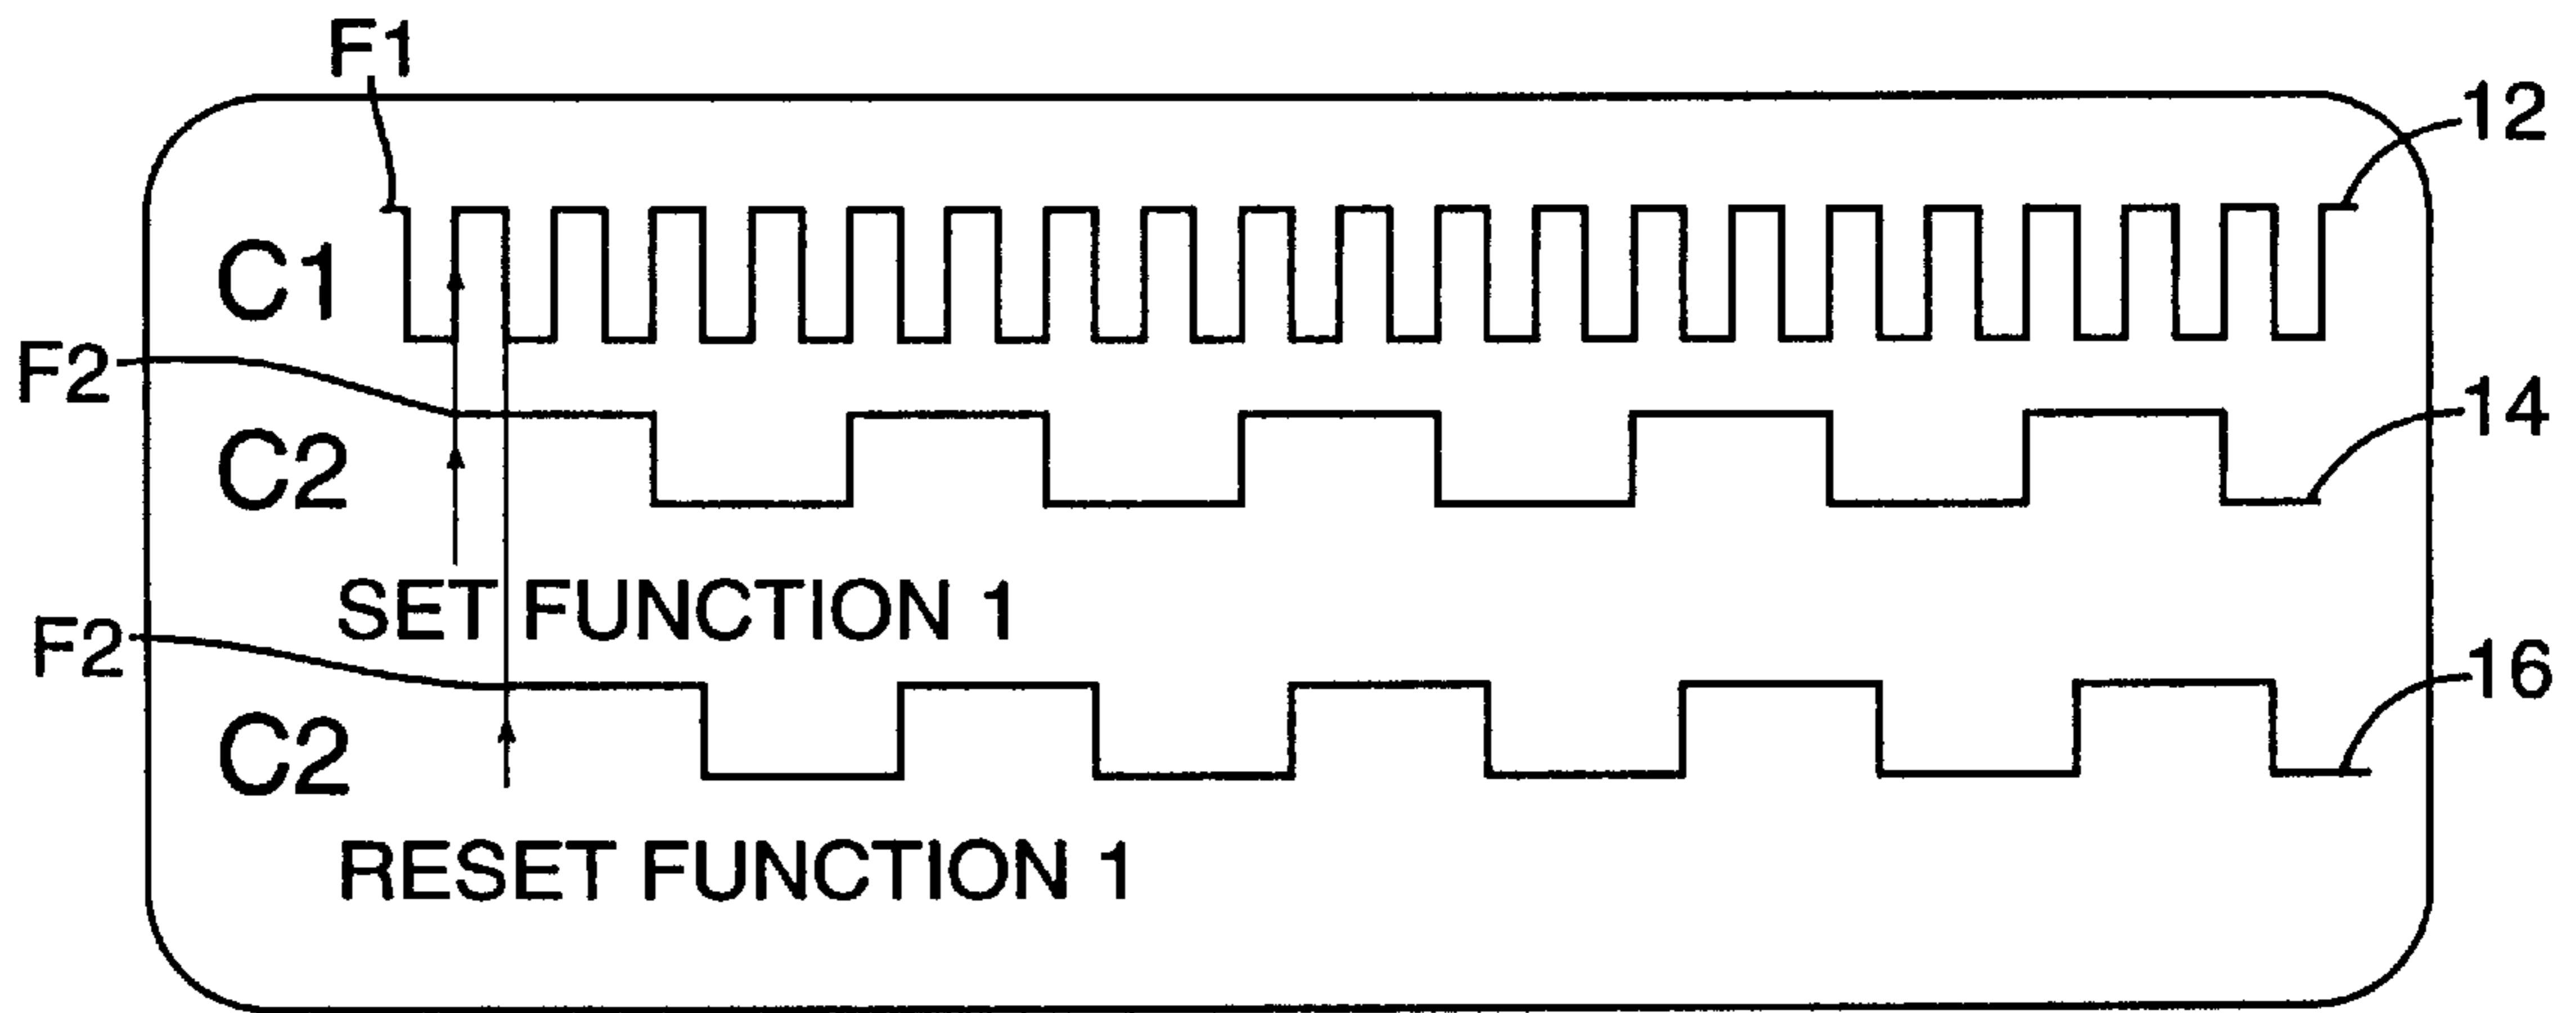 F1
12
C1
F2
14
C2
SET FUNCTION 1
F2
16
C2
RESET FUNCTION 1